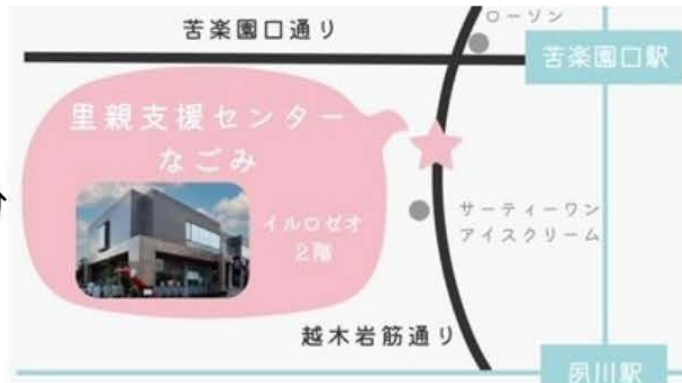 ローソン
苦楽園口通り
苦楽園口駅
里親支援センター
なごみ
イルロゼオ
2階
サーティーワン
アイスクリーム
越木岩筋通り
夙川駅